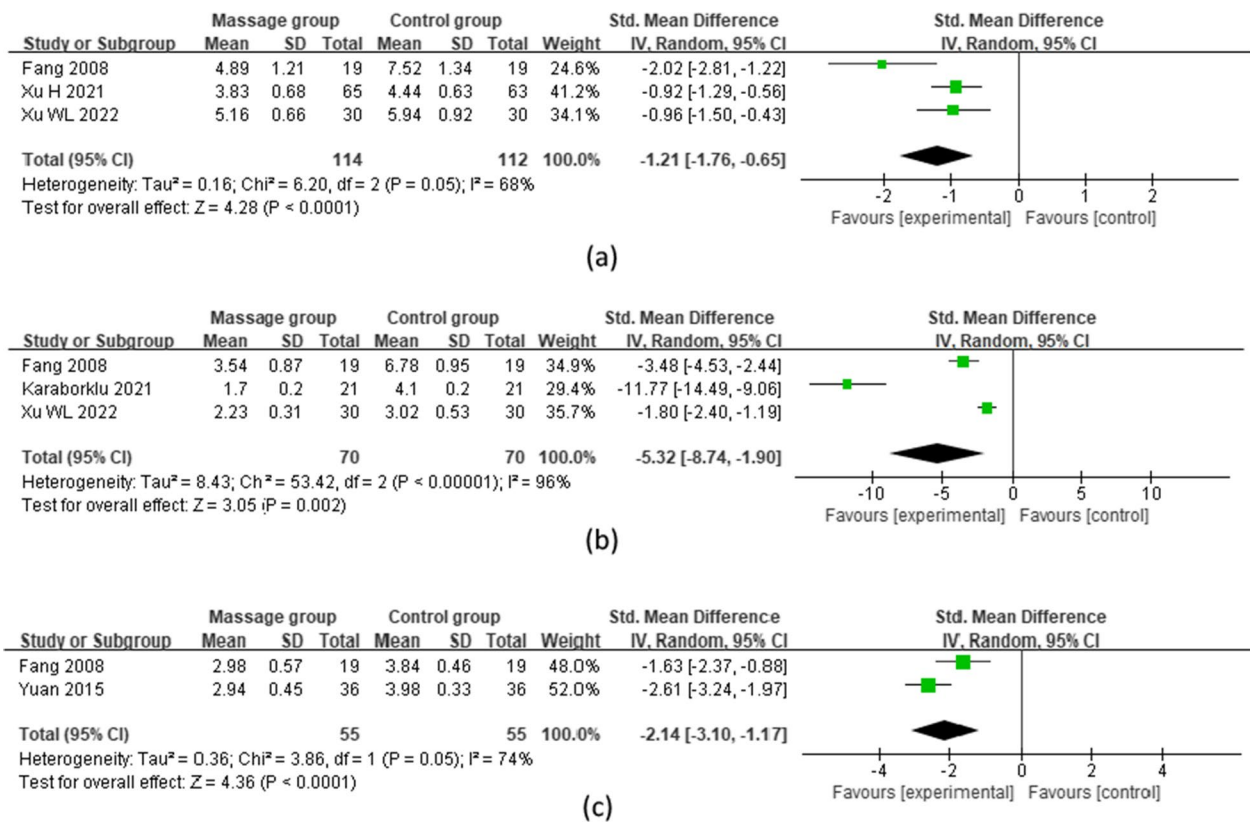 Massage group Control group Std. Mean Difference Std. Mean Difference
Study or Subgroup Mean SD Total Mean SD Total Weight IV, Random, 95% CI IV, Random, 95% CI
Fang 2008 4.89 1.21 19 7.52 1.34 19 24.6% -2.02 [-2.81, -1.22]
Xu H 2021 3.83 0.68 65 4.44 0.63 63 41.2% -0.92 [-1.29, -0.56]
Xu WL 2022 5.16 0.66 30 5.94 0.92 30 34.1% -0.96 [-1.50, -0.43]
Total (95% CI) 114 112 100.0% -1.21 [-1.76, -0.65]
Heterogeneity: Tau² = 0.16; Chi² = 6.20, df = 2 (P = 0.05); I² = 68%
Test for overall effect: Z = 4.28 (P < 0.0001)
-2 -1 0 1 2
Favours [experimental] Favours [control]
(a)
Massage group Control group Std. Mean Difference Std. Mean Difference
Study or Subgroup Mean SD Total Mean SD Total Weight IV, Random, 95% CI IV, Random, 95% CI
Fang 2008 3.54 0.87 19 6.78 0.95 19 34.9% -3.48 [-4.53, -2.44]
Karaborklu 2021 1.7 0.2 21 4.1 0.2 21 29.4% -11.77 [-14.49, -9.06]
Xu WL 2022 2.23 0.31 30 3.02 0.53 30 35.7% -1.80 [-2.40, -1.19]
Total (95% CI) 70 70 100.0% -5.32 [-8.74, -1.90]
Heterogeneity: Tau² = 8.43; Ch² = 53.42, df = 2 (P < 0.00001); I² = 96%
Test for overall effect: Z = 3.05 (P = 0.002)
-10 -5 0 5 10
Favours [experimental] Favours [control]
(b)
Massage group Control group Std. Mean Difference Std. Mean Difference
Study or Subgroup Mean SD Total Mean SD Total Weight IV, Random, 95% CI IV, Random, 95% CI
Fang 2008 2.98 0.57 19 3.84 0.46 19 48.0% -1.63 [-2.37, -0.88]
Yuan 2015 2.94 0.45 36 3.98 0.33 36 52.0% -2.61 [-3.24, -1.97]
Total (95% CI) 55 55 100.0% -2.14 [-3.10, -1.17]
Heterogeneity: Tau² = 0.36; Chi² = 3.86, df = 1 (P = 0.05); I² = 74%
Test for overall effect: Z = 4.36 (P < 0.0001)
-4 -2 0 2 4
Favours [experimental] Favours [control]
(c)